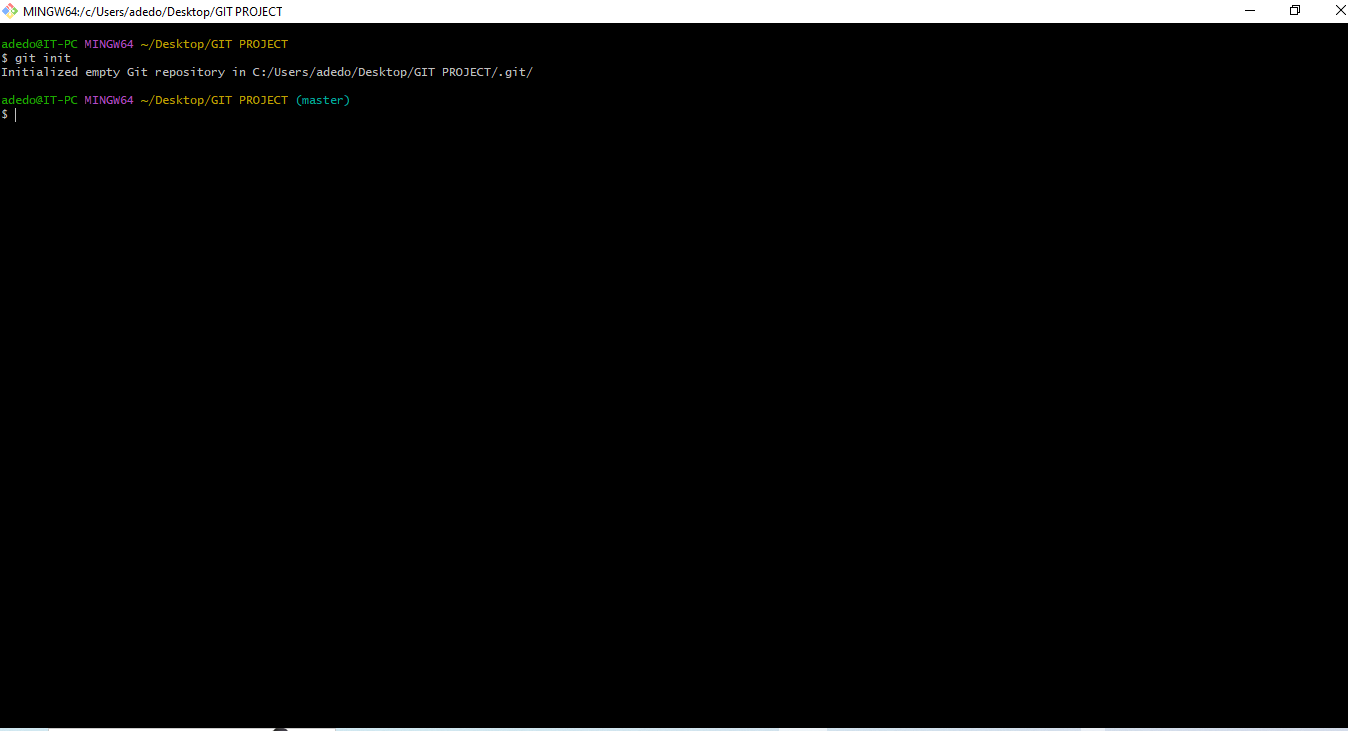 MINGW64:/c/Users/adedo/Desktop/GIT PROJECT
adedo@IT-PC MINGW64 ~/Desktop/GIT PROJECT
$ git init
Initialized empty Git repository in C:/Users/adedo/Desktop/GIT PROJECT/.git/
adedo@IT-PC MINGW64 ~/Desktop/GIT PROJECT (master)
$